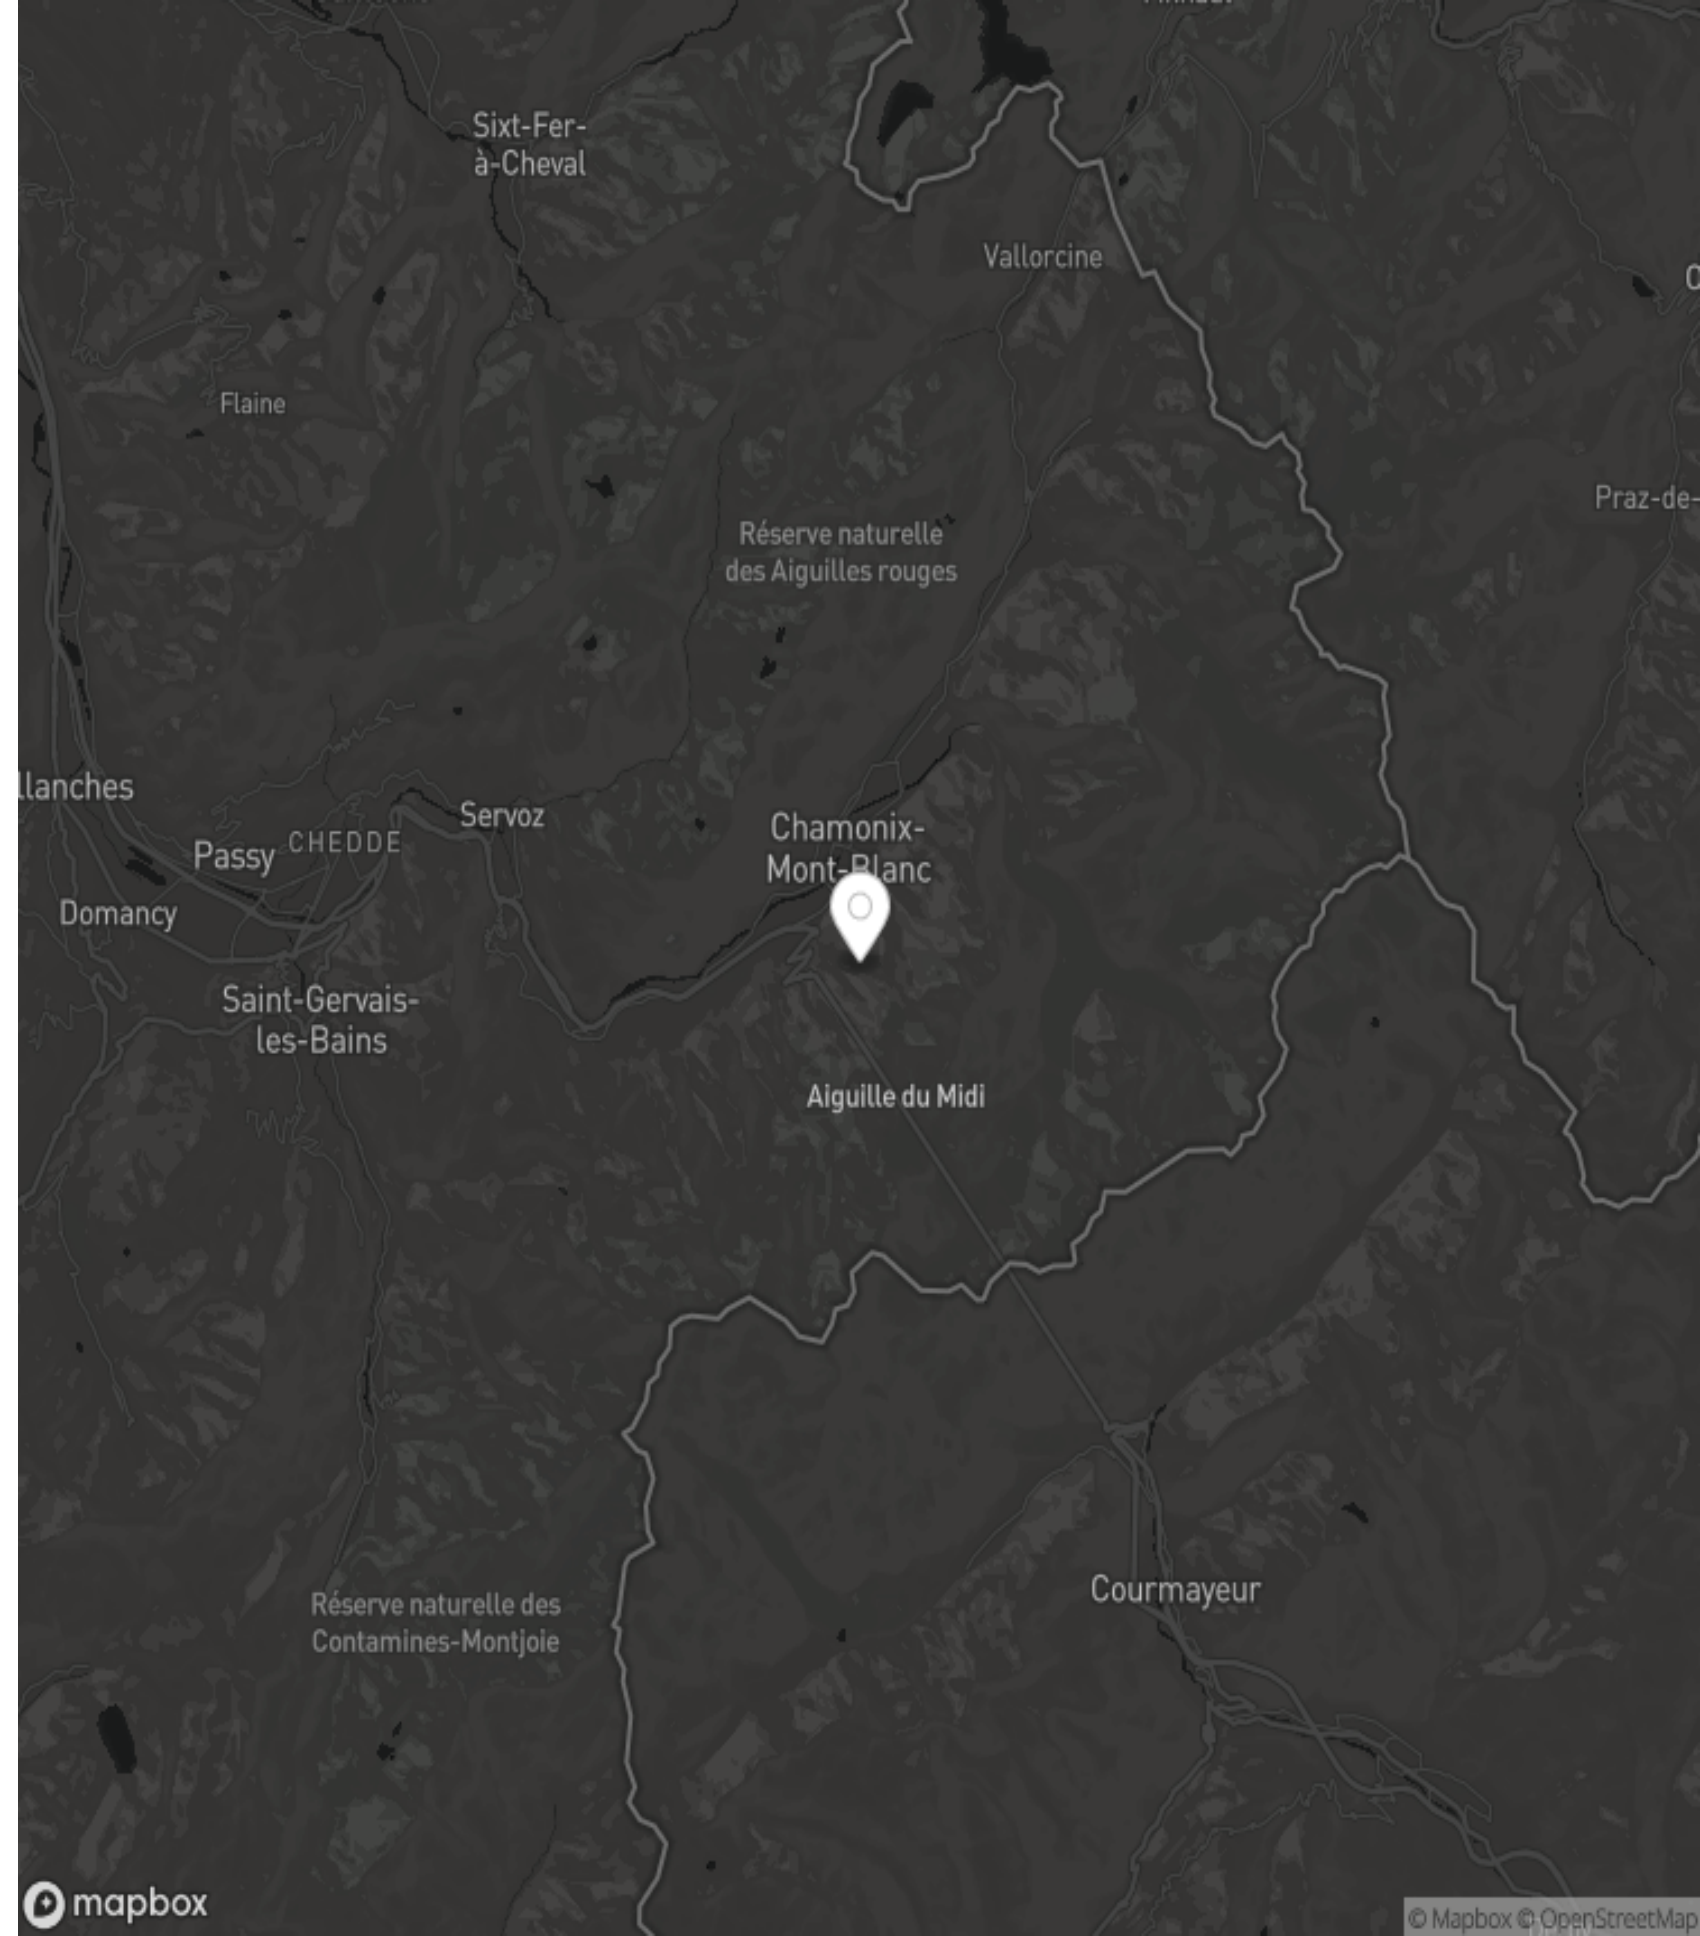 Sixt-Fer-
à-Cheval
Vallorcine
Flaine
Praz-de-
Réserve naturelle
des Aiguilles rouges
llanches
Servoz
Chamonix-
Mont-Blanc
CHEDDE
Passy
Domancy
Saint-Gervais-
les-Bains
Aiguille du Midi
Courmayeur
Réserve naturelle des
Contamines-Montjoie
mapbox
© Mapbox © OpenStreetMap